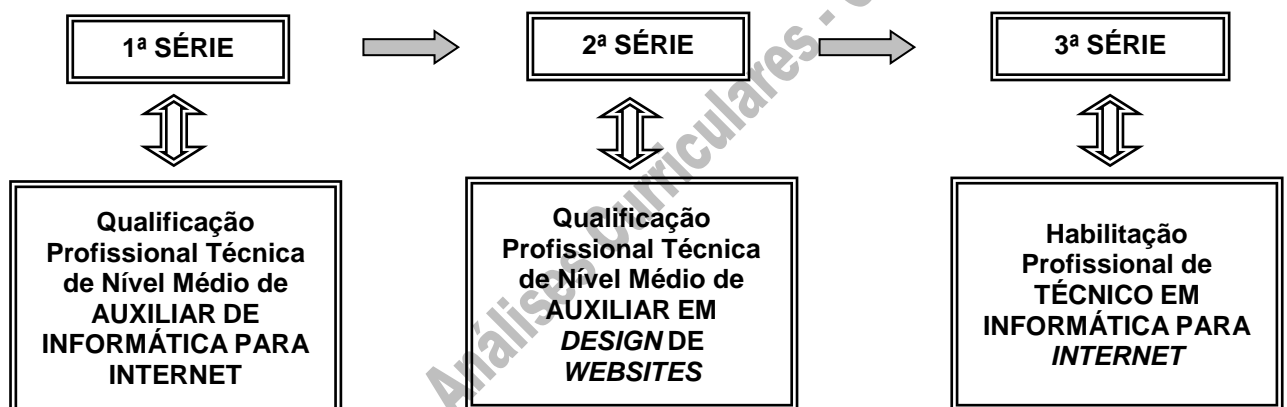 1ª SÉRIE
2ª SÉRIE
3ª SÉRIE
Qualificação
Profissional Técnica
de Nível Médio de
AUXILIAR DE
INFORMÁTICA PARA
INTERNET
Qualificação
Profissional Técnica
de Nível Médio de
AUXILIAR EM
DESIGN DE
WEBSITES
Habilitação
Profissional de
TÉCNICO EM
INFORMÁTICA PARA
INTERNET
Análises Curriculares -